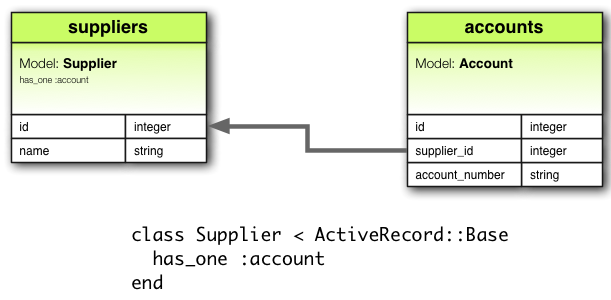 suppliers
Model: Supplier
has_one :account
id integer
name string
accounts
Model: Account
id integer
supplier_id integer
account_number string
class Supplier < ActiveRecord::Base
  has_one :account
end